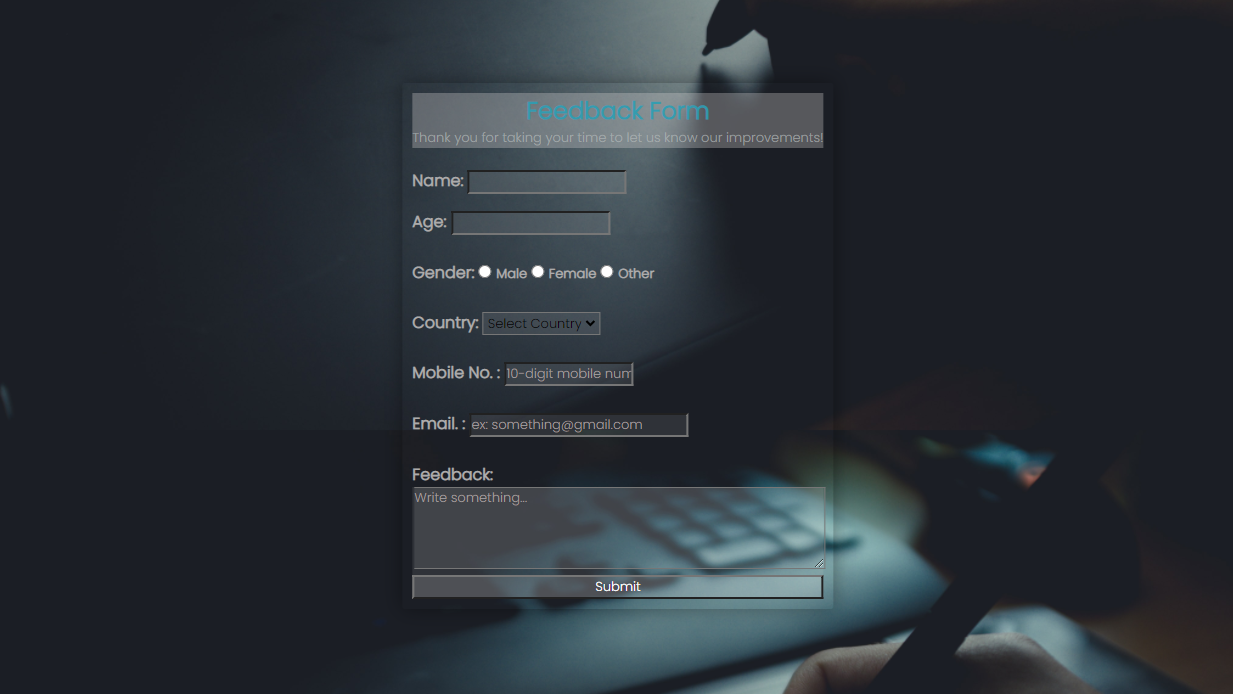 Feedback Form
Thank you for taking your time to let us know our improvements!
Name:
Age:
Gender: Male Female Other
Country: Select Country
Mobile No. : 10-digit mobile num
Email. : ex: something@gmail.com
Feedback:
Write something...
Submit